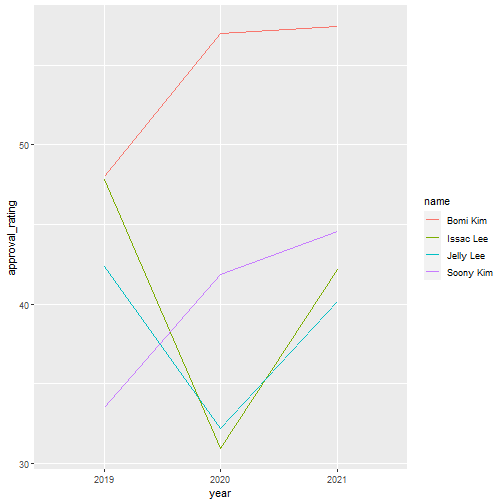 approval_rating
50
40
30
2019 2020 2021
year
name
Bomi Kim
Issac Lee
Jelly Lee
Soony Kim